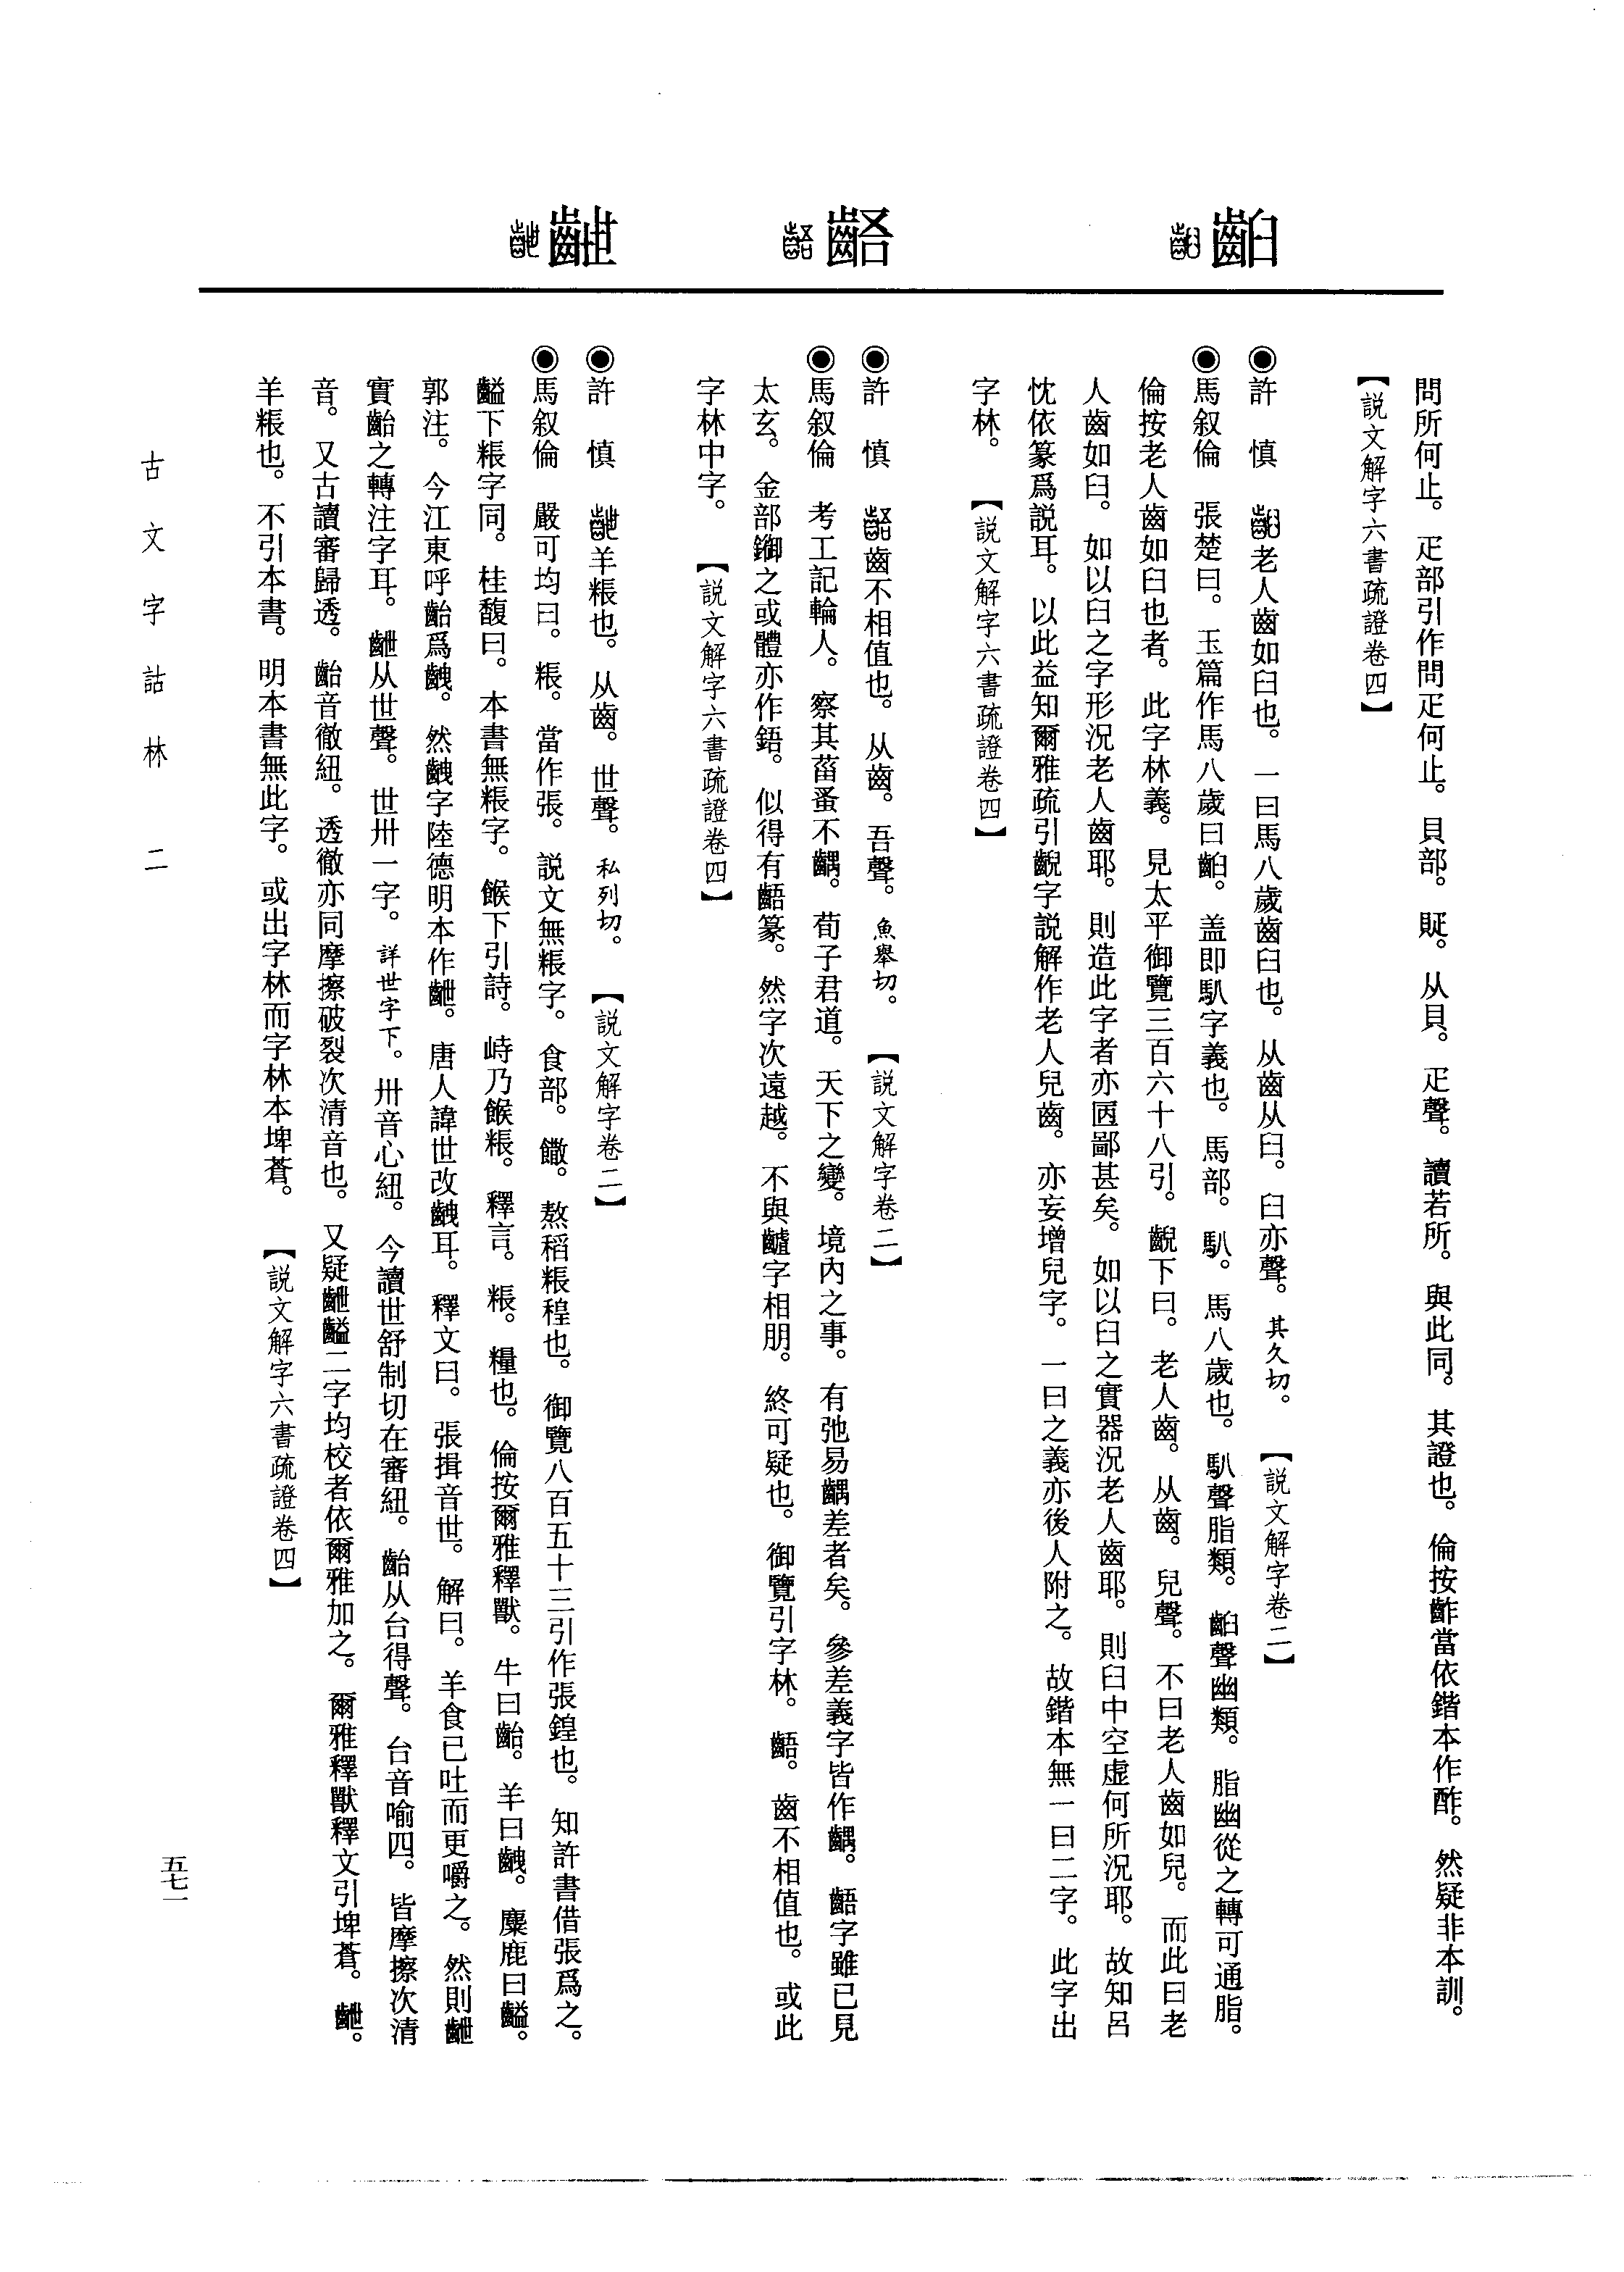 齨
䶥
齛
問所何止。疋部引作問疋何止。貝部。䝪。从貝。疋聲。讀若所。與此同。其證也。倫按齚當依鍇本作酢。然疑非本訓。
【説文解字六書疏證卷四】
◉許　慎　齨老人齒如臼也。一曰馬八歲齒臼也。从齒从臼。臼亦聲。其久切。【説文解字卷二】
◉馬叙倫　張楚曰。玉篇作馬八歲曰齨。盖即馻字義也。馬部。馻。馬八歲也。馻聲脂類。齨聲幽類。脂幽從之轉可通脂。
倫按老人齒如臼也者。此字林義。見太平御覽三百六十八引。齯下曰。老人齒。从齒。兒聲。不曰老人齒如兒。而此曰老
人齒如臼。如以臼之字形況老人齒耶。則造此字者亦鄙甚矣。如以臼之實器況老人齒耶。則臼中空虛何所況耶。故知呂
忱依篆爲説耳。以此益知爾雅疏引齯字説解作老人兒齒。亦妄增兒字。一曰之義亦後人附之。故鍇本無一曰二字。此字出
字林。【説文解字六書疏證卷四】
◉許　慎　䶥齒不相值也。从齒。吾聲。魚舉切。【説文解字卷二】
◉馬叙倫　考工記輪人。察其菑蚤不齵。荀子君道。天下之變。境內之事。有弛易齵差者矣。參差義字皆作齵。齬字雖已見
太玄。金部鋤之或體亦作鋙。似得有齬篆。然字次遠越。不與䶥字相朋。終可疑也。御覽引字林。齬。齒不相值也。或此
字林中字。【説文解字六書疏證卷四】
◉許　慎　齛羊粻也。从齒。世聲。私列切。【説文解字卷二】
◉馬叙倫　嚴可均曰。粻。當作張。説文無粻字。食部。饊。熬稻粻䅣也。御覽八百五十三引作張鍠也。知許書借張爲之。
齸下粻字同。桂馥曰。本書無粻字。餱下引詩。峙乃餱粻。釋言。粻。糧也。倫按爾雅釋獸。牛曰齝。羊曰齥。麋鹿曰齸。
郭注。今江東呼齝爲齥。然齥字陸德明本作齛。唐人諱世改齥耳。釋文曰。張揖音世。解曰。羊食已吐而更嚼之。然則齛
實齝之轉注字耳。齛从世聲。世卅一字。詳世字下。卅音心紐。今讀世舒制切在審紐。齝从台得聲。台音喻四。皆摩擦次清
音。又古讀審歸透。齝音徹紐。透徹亦同摩擦破裂次清音也。又疑齛齸二字均校者依爾雅加之。爾雅釋獸釋文引埤蒼。齛。
羊粻也。不引本書。明本書無此字。或出字林而字林本埤蒼。【説文解字六書疏證卷四】
古文字詁林　二
五七一